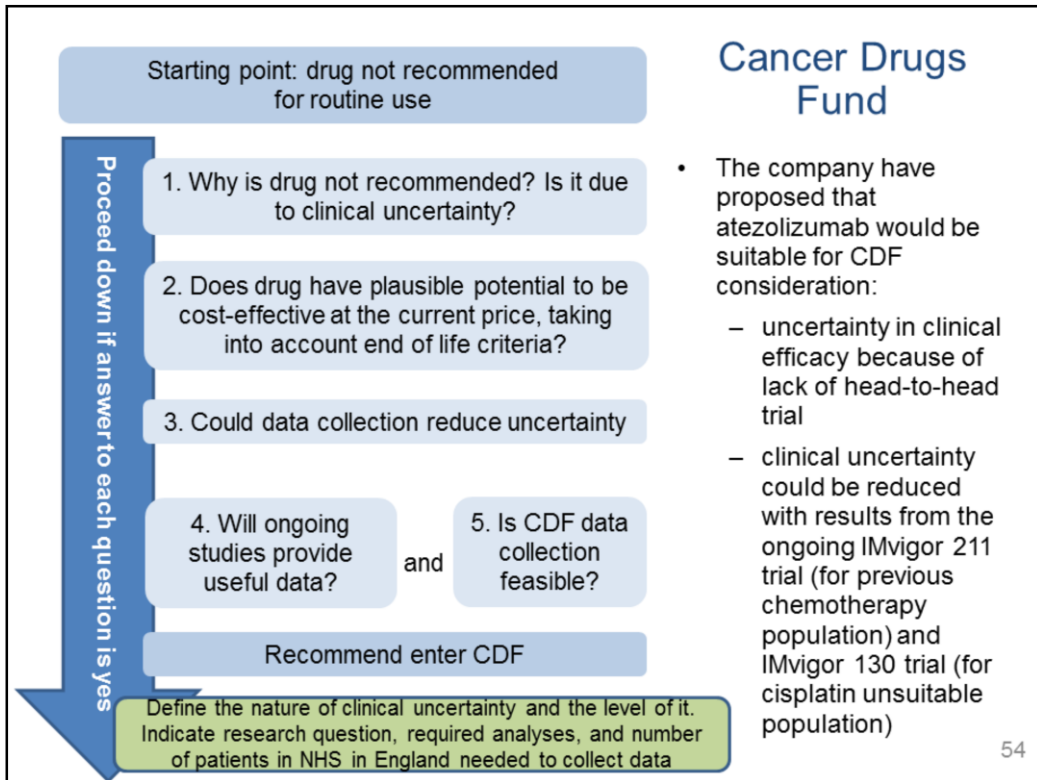 Starting point: drug not recommended
for routine use
Proceed down if answer to each question is yes
1. Why is drug not recommended? Is it due
to clinical uncertainty?
2. Does drug have plausible potential to be
cost-effective at the current price, taking
into account end of life criteria?
3. Could data collection reduce uncertainty
4. Will ongoing
studies provide
useful data?
and
5. Is CDF data
collection
feasible?
Recommend enter CDF
Define the nature of clinical uncertainty and the level of it.
Indicate research question, required analyses, and number
of patients in NHS in England needed to collect data
Cancer Drugs
Fund
• The company have
proposed that
atezolizumab would be
suitable for CDF
consideration:
– uncertainty in clinical
efficacy because of
lack of head-to-head
trial
– clinical uncertainty
could be reduced
with results from the
ongoing IMvigor 211
trial (for previous
chemotherapy
population) and
IMvigor 130 trial (for
cisplatin unsuitable
population)
54